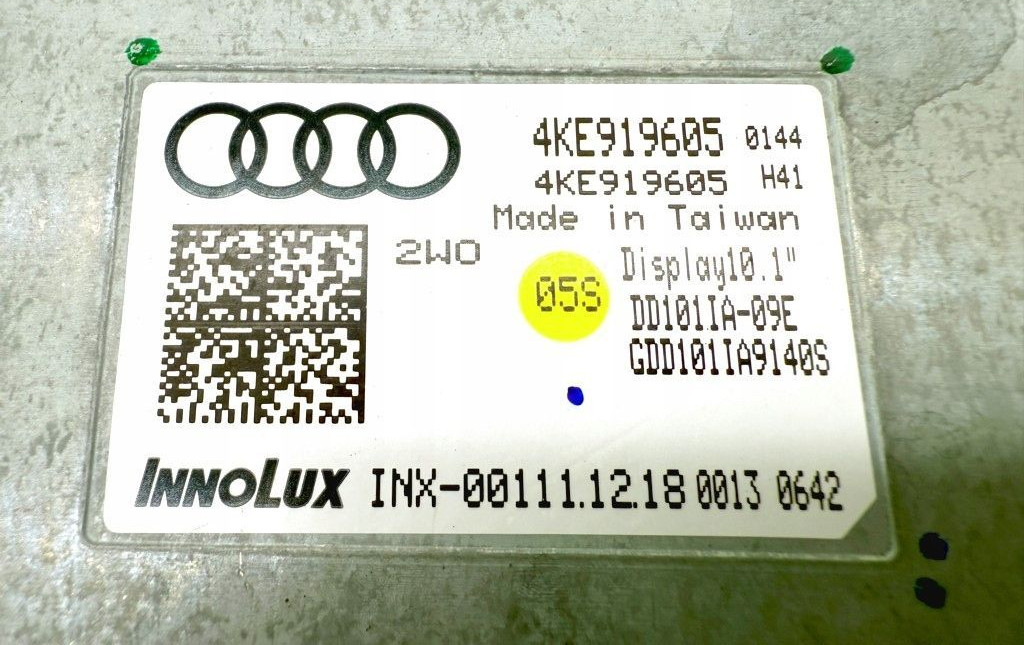 4KE919605 0144
4KE919605 H41
Made in Taiwan
2WO
Display10.1"
05S
DD101IA-09E
GDD101IA9140S
INNOLUX INX-00111.12.18 0013 0642